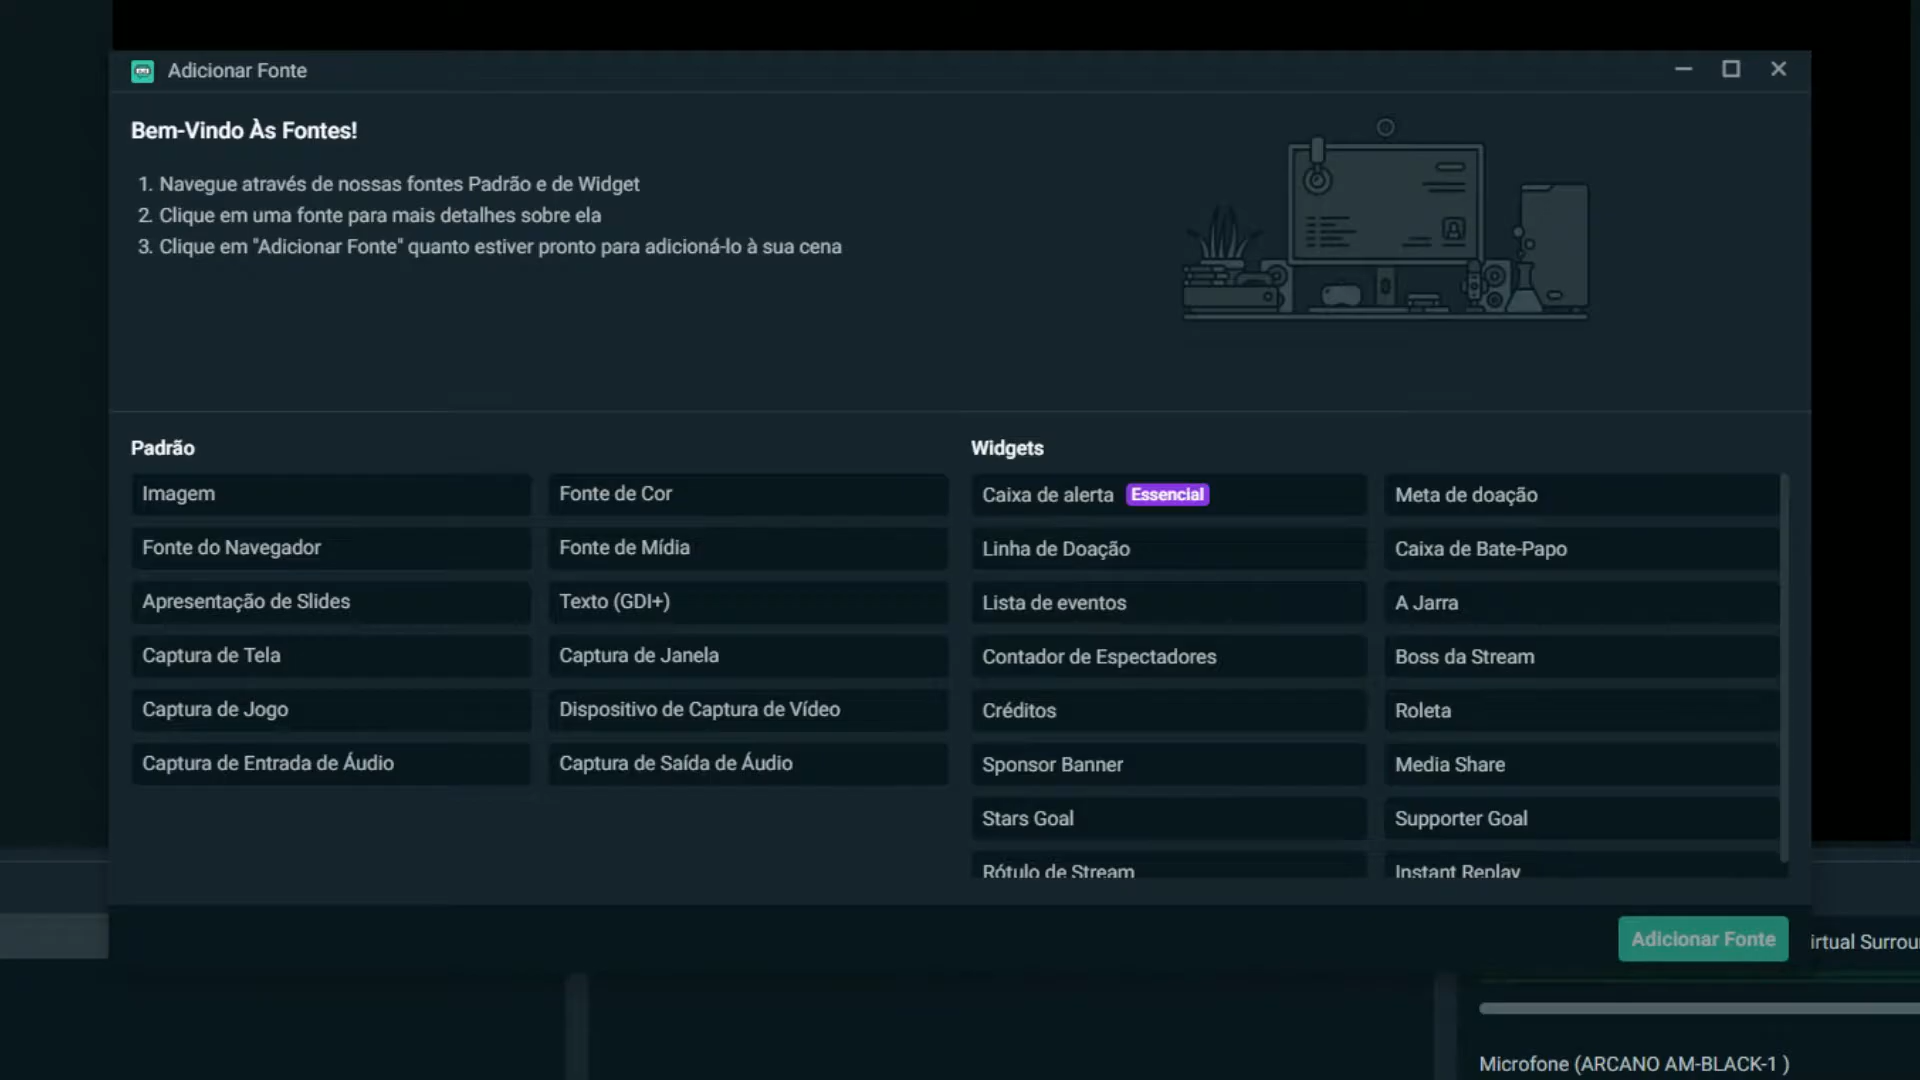 Adicionar Fonte
Bem-Vindo Às Fontes!
1. Navegue através de nossas fontes Padrão e de Widget
2. Clique em uma fonte para mais detalhes sobre ela
3. Clique em "Adicionar Fonte" quanto estiver pronto para adicioná-lo à sua cena
Padrão
Imagem
Fonte de Cor
Fonte do Navegador
Fonte de Mídia
Apresentação de Slides
Texto (GDI+)
Captura de Tela
Captura de Janela
Captura de Jogo
Dispositivo de Captura de Vídeo
Captura de Entrada de Áudio
Captura de Saída de Áudio
Widgets
Caixa de alerta Essencial
Meta de doação
Linha de Doação
Caixa de Bate-Papo
Lista de eventos
A Jarra
Contador de Espectadores
Boss da Stream
Créditos
Roleta
Sponsor Banner
Media Share
Stars Goal
Supporter Goal
Rótulo de Stream
Instant Replay
Adicionar Fonte
irtual Surrou
Microfone (ARCANO AM-BLACK-1 )